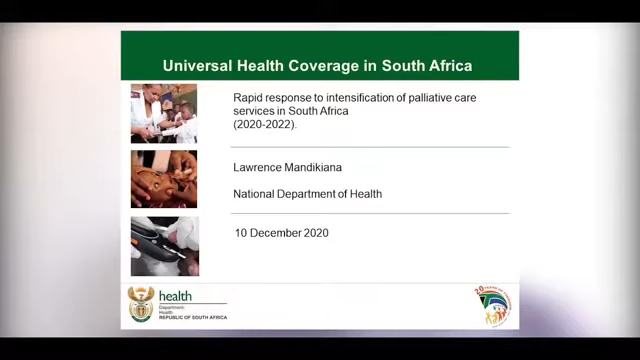 Universal Health Coverage in South Africa
Rapid response to intensification of palliative care
services in South Africa
(2020-2022).
Lawrence Mandikiana
National Department of Health
10 December 2020
health
Department:
Health
REPUBLIC OF SOUTH AFRICA